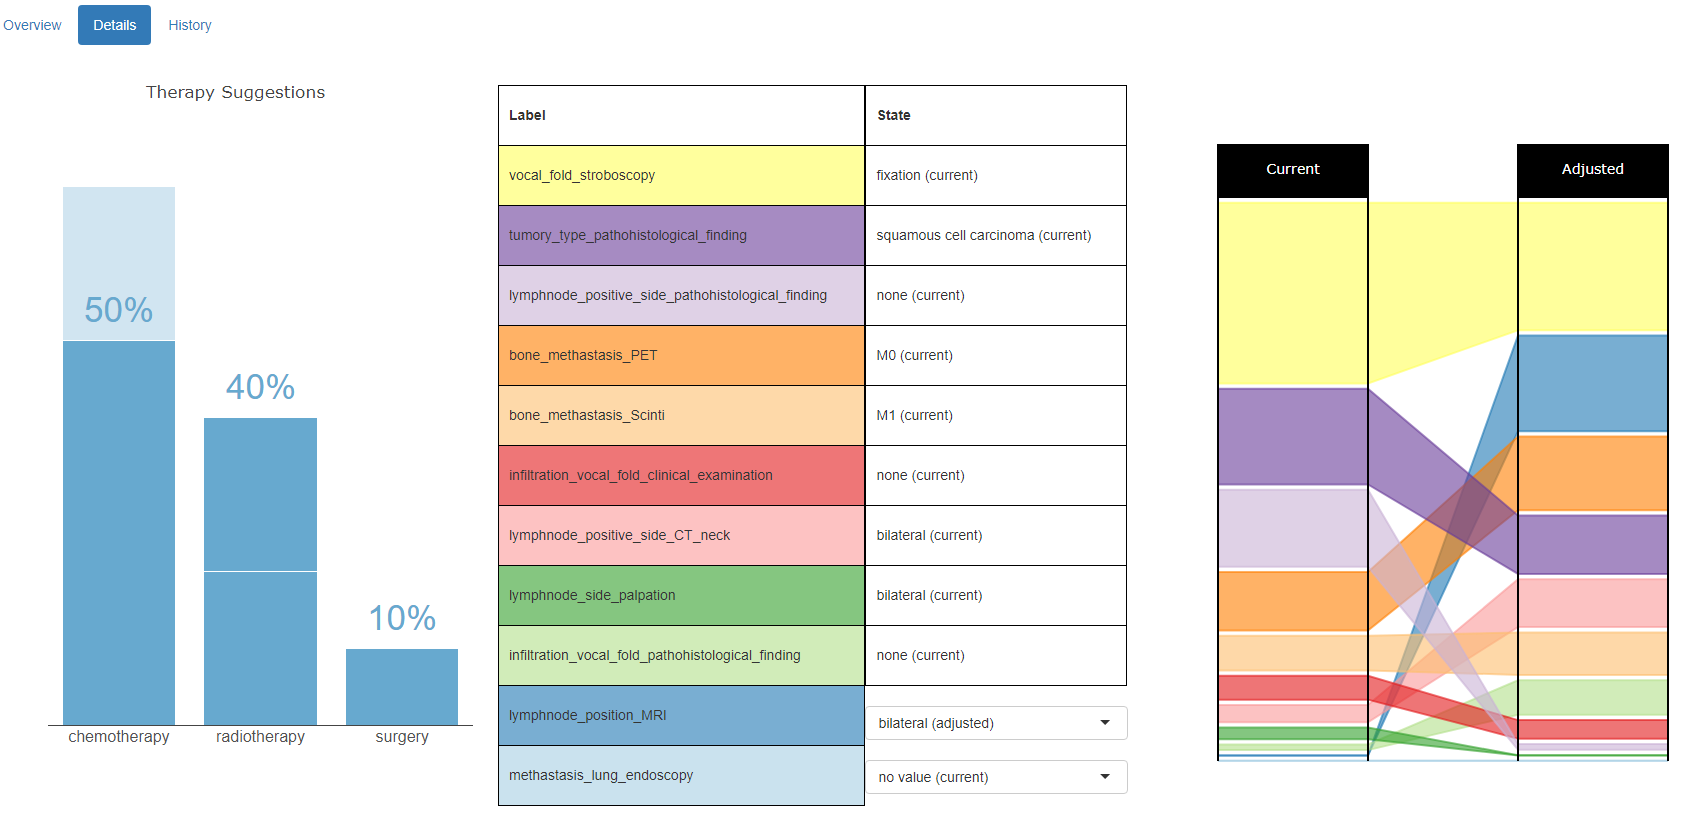 Overview Details History
Therapy Suggestions
50%
40%
10%
chemotherapy radiotherapy surgery
Label State
vocal_fold_stroboscopy fixation (current)
tumory_type_pathohistological_finding squamous cell carcinoma (current)
lymphnode_positive_side_pathohistological_finding none (current)
bone_methastasis_PET M0 (current)
bone_methastasis_Scinti M1 (current)
infiltration_vocal_fold_clinical_examination none (current)
lymphnode_positive_side_CT_neck bilateral (current)
lymphnode_side_palpation bilateral (current)
infiltration_vocal_fold_pathohistological_finding none (current)
lymphnode_position_MRI bilateral (adjusted)
methastasis_lung_endoscopy no value (current)
Current Adjusted